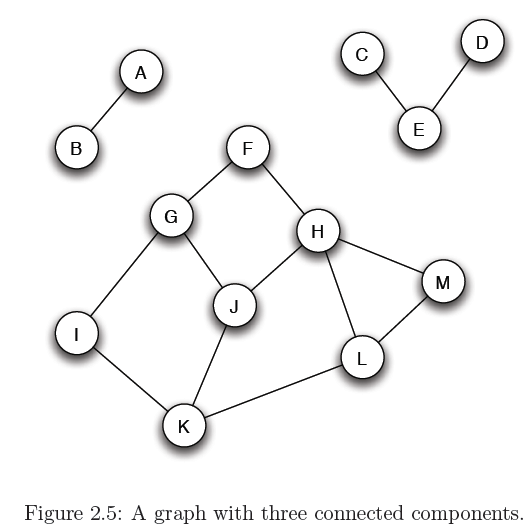 A
C
D
B
E
F
G
H
M
J
I
L
K
Figure 2.5: A graph with three connected components.